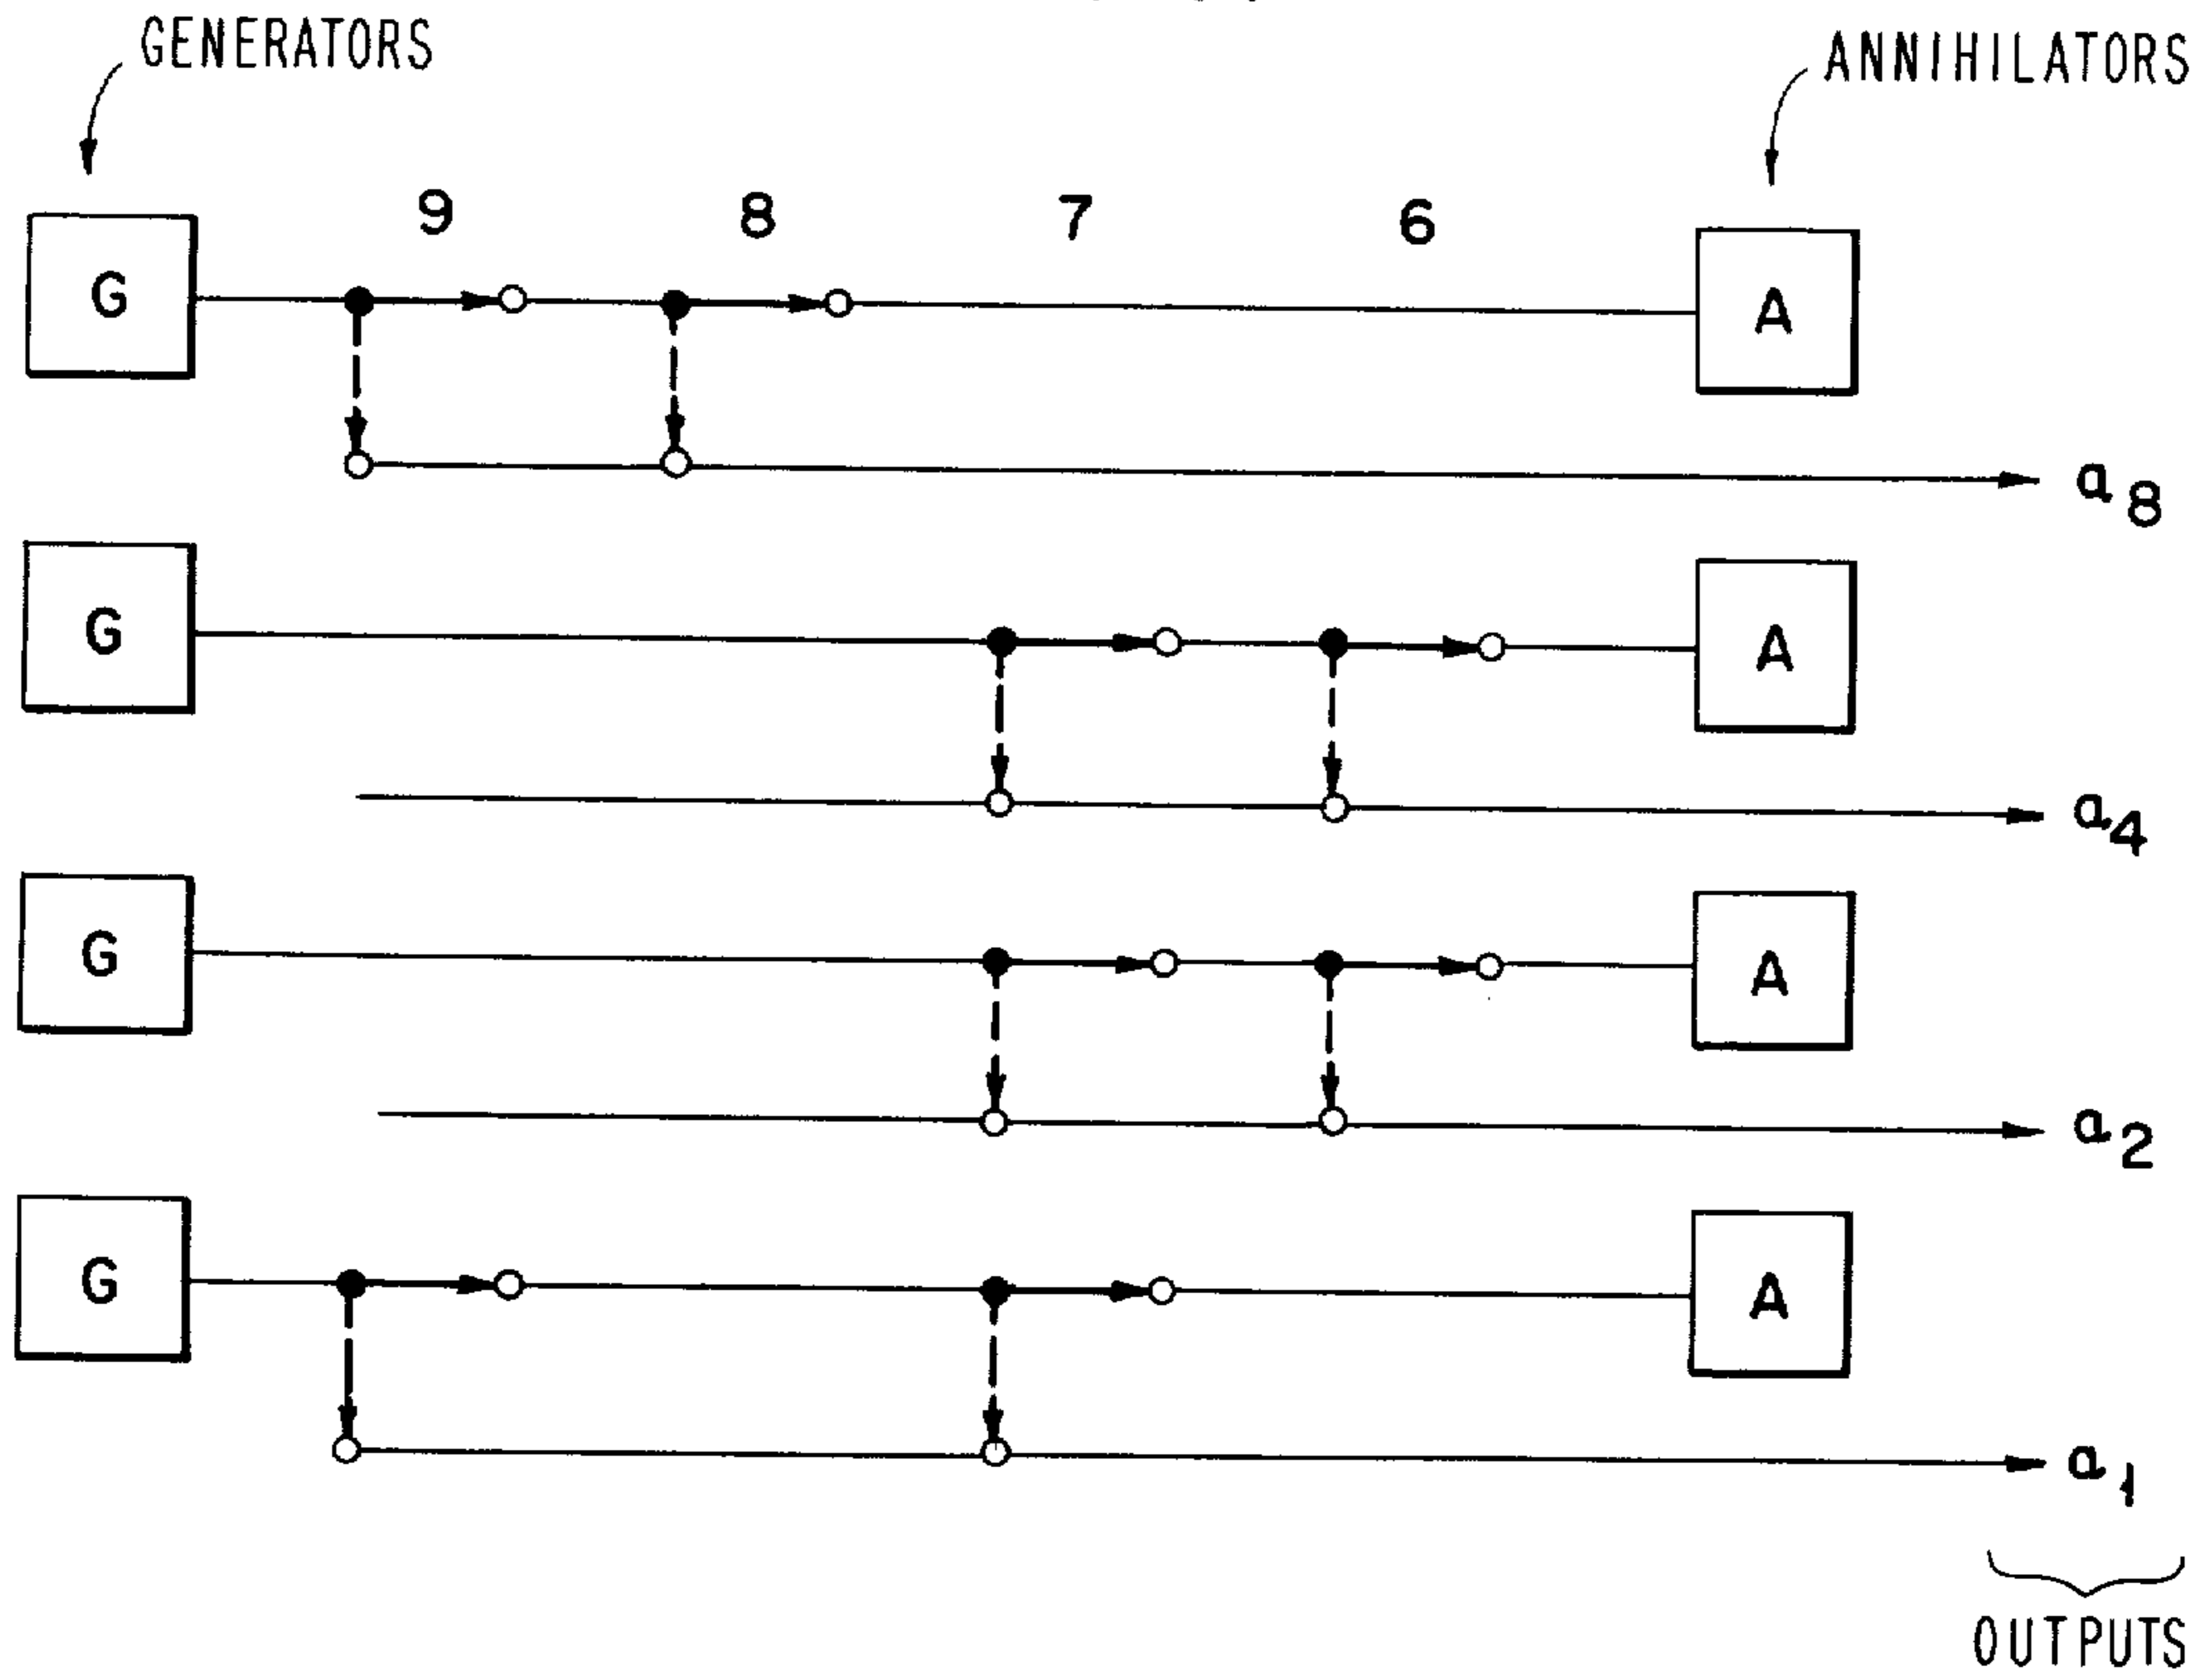 GENERATORS
ANNIHILATORS
9 8 7 6
G A
a8
G A
a4
G A
a2
G A
a1
OUTPUTS